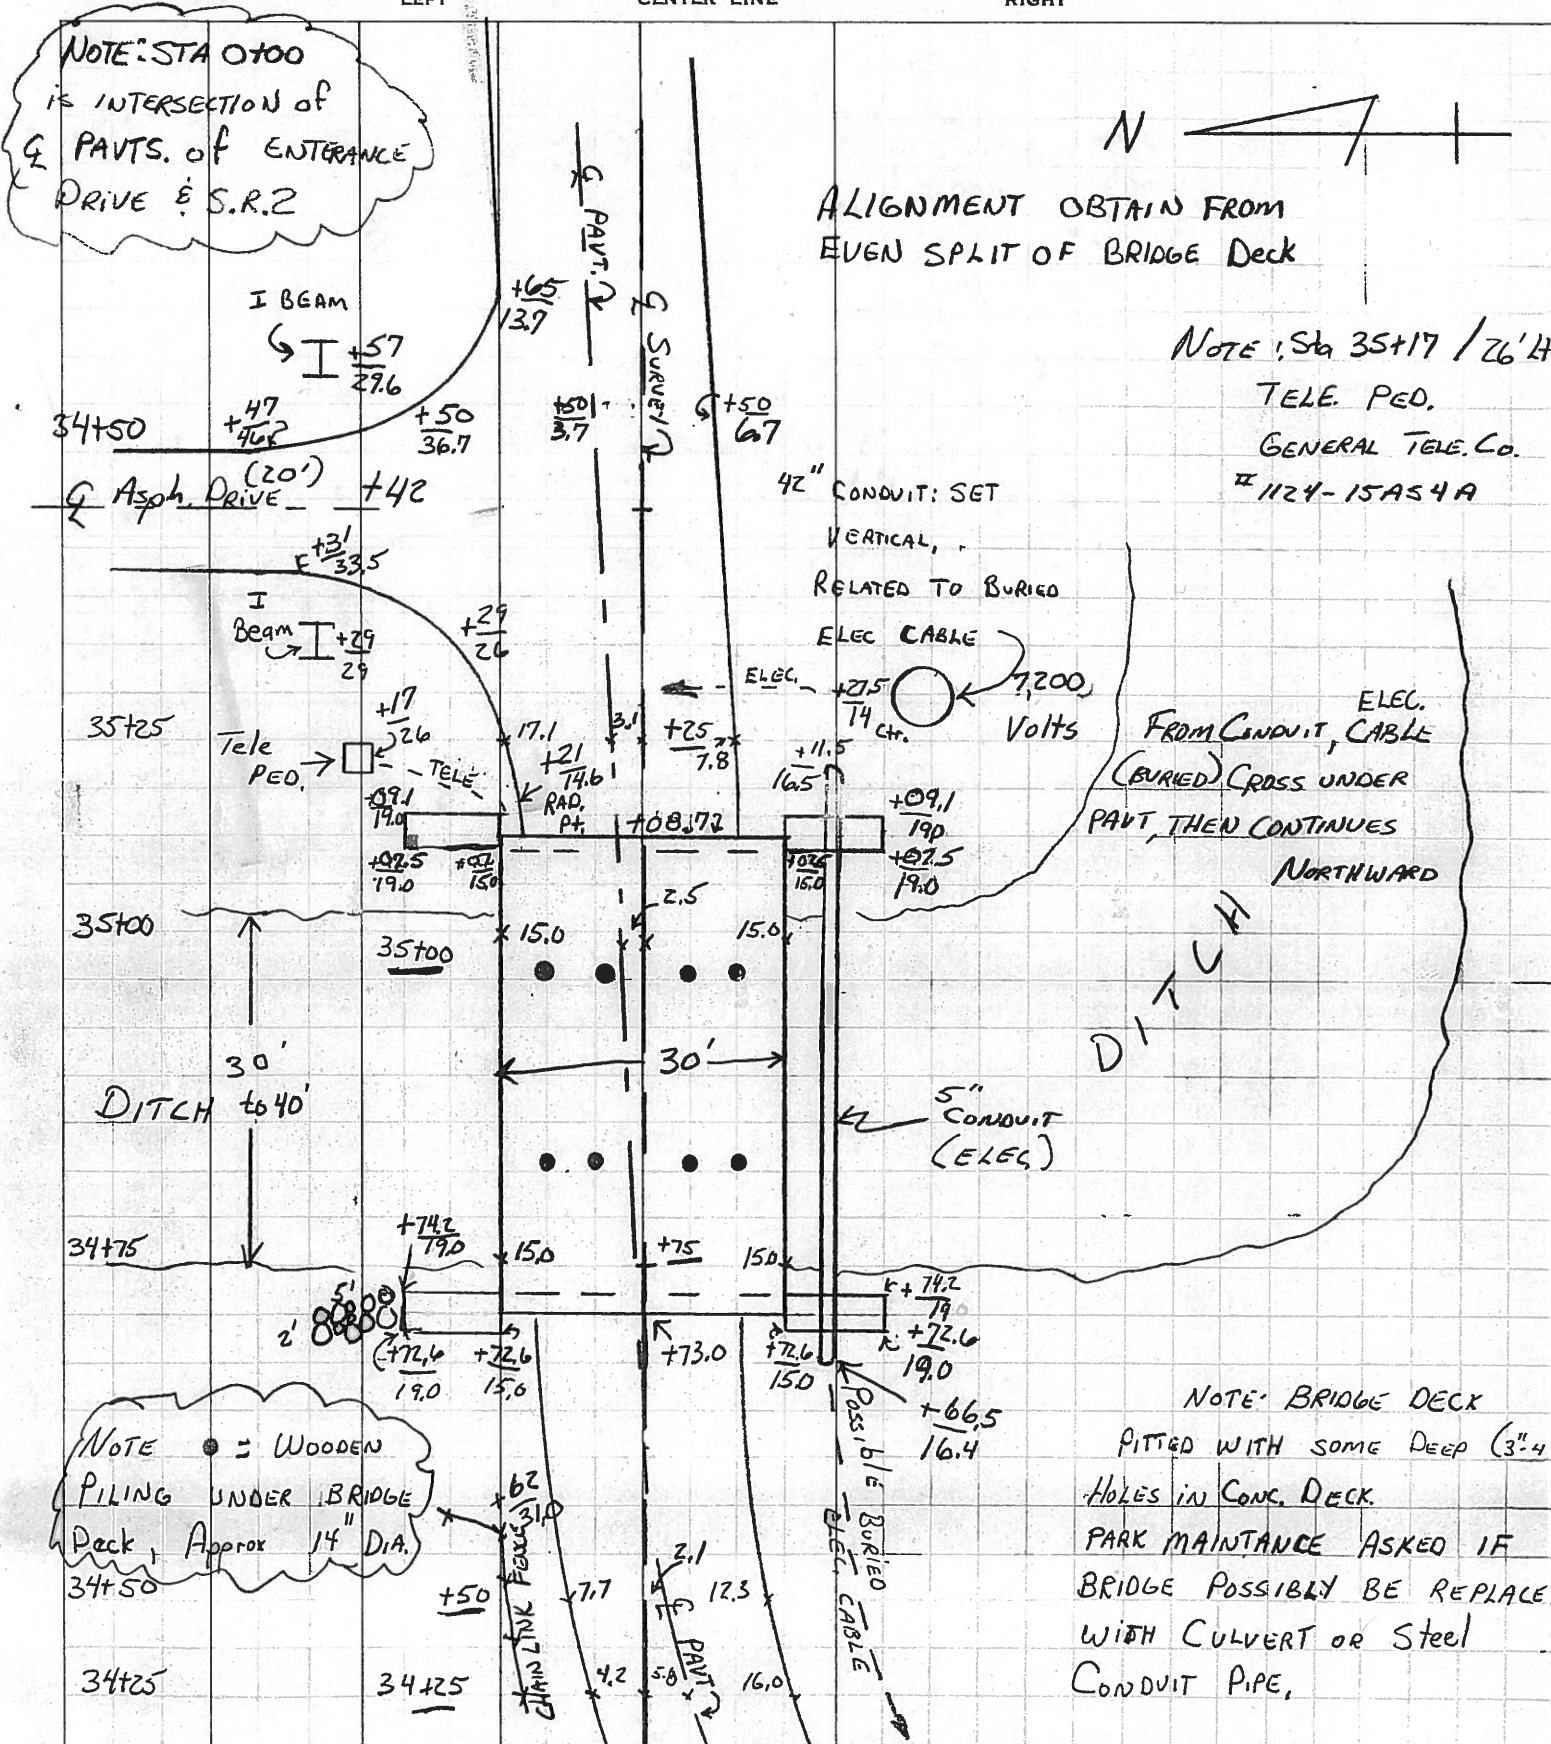 LEFT
CENTER LINE
RIGHT
NOTE: STA 0+00
is INTERSECTION of
℄ PAVTS. of ENTERANCE
DRIVE & S.R.2
N
ALIGNMENT OBTAIN FROM
EVEN SPLIT OF BRIDGE Deck
℄ PAVT.
℄ SURVEY
I BEAM
+57
29.6
+65
13.7
NOTE: Sta 35+17 / 26' Lt
TELE. PED.
GENERAL TELE. Co.
# 1124-15AS4A
34+50
+47
46
+50
36.7
+50
3.7
+50
6.7
(20')
℄ Asph. DRIVE
+42
42" CONDUIT: SET
VERTICAL,
RELATED TO BURIED
ELEC CABLE
7,200
Volts
+31
33.5
I
Beam
+29
29
+29
26
ELEC.
+27.5
14 ctr.
35+25
Tele
PED.
+17
26
TELE
17.1
3.1
+25
7.8
+21
14.6
RAD.
Pt.
+11.5
16.5
ELEC.
FROM CONDUIT, CABLE
(BURIED) CROSS UNDER
PAVT, THEN CONTINUES
NORTHWARD
+09.1
19.0
+08.7
+09.1
19.0
+07.5
19.0
15.0
15.0
+07.5
19.0
35+00
35+00
15.0
2.5
15.0
DITCH
30'
to 40'
DITCH
30'
5"
CONDUIT
(ELEC)
34+75
+74.2
19.0
15.0
+75
15.0
5'
2'
+74.2
19
+72.6
19.0
+72.6
15.0
+73.0
+72.6
15.0
+72.6
19.0
+66.5
16.4
NOTE ● = WOODEN
PILING UNDER BRIDGE
Deck, Approx 14" DIA.
NOTE: BRIDGE DECK
PITTED WITH SOME DEEP (3"-4
HOLES IN CONC. DECK.
PARK MAINTANCE ASKED IF
BRIDGE POSSIBLY BE REPLACE
WITH CULVERT OR Steel
CONDUIT PIPE.
+62
31.0
CHAIN LINK FENCE
Possible BURIED
ELEC. CABLE
34+50
+50
7.7
2.1
12.3
℄ PAVT
34+25
34+25
4.2
5.8
16.0